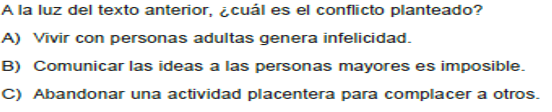 A la luz del texto anterior, ¿cuál es el conflicto planteado?
A) Vivir con personas adultas genera infelicidad.
B) Comunicar las ideas a las personas mayores es imposible.
C) Abandonar una actividad placentera para complacer a otros.